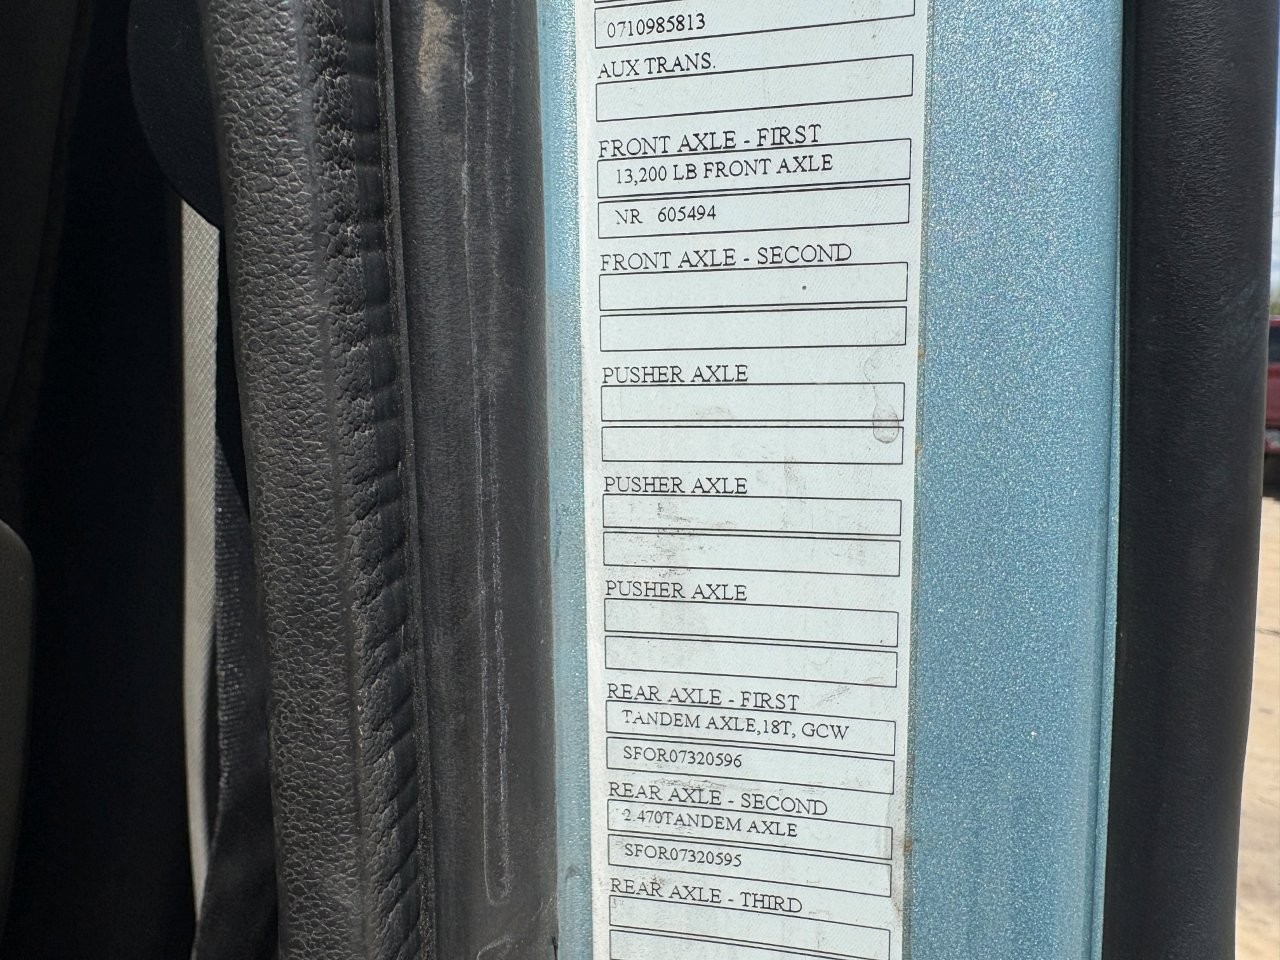 0710985813
AUX TRANS.
FRONT AXLE - FIRST
13,200 LB FRONT AXLE
NR 605494
FRONT AXLE - SECOND
PUSHER AXLE
PUSHER AXLE
PUSHER AXLE
REAR AXLE - FIRST
TANDEM AXLE,18T, GCW
SFOR07320596
REAR AXLE - SECOND
2.470TANDEM AXLE
SFOR07320595
REAR AXLE - THIRD